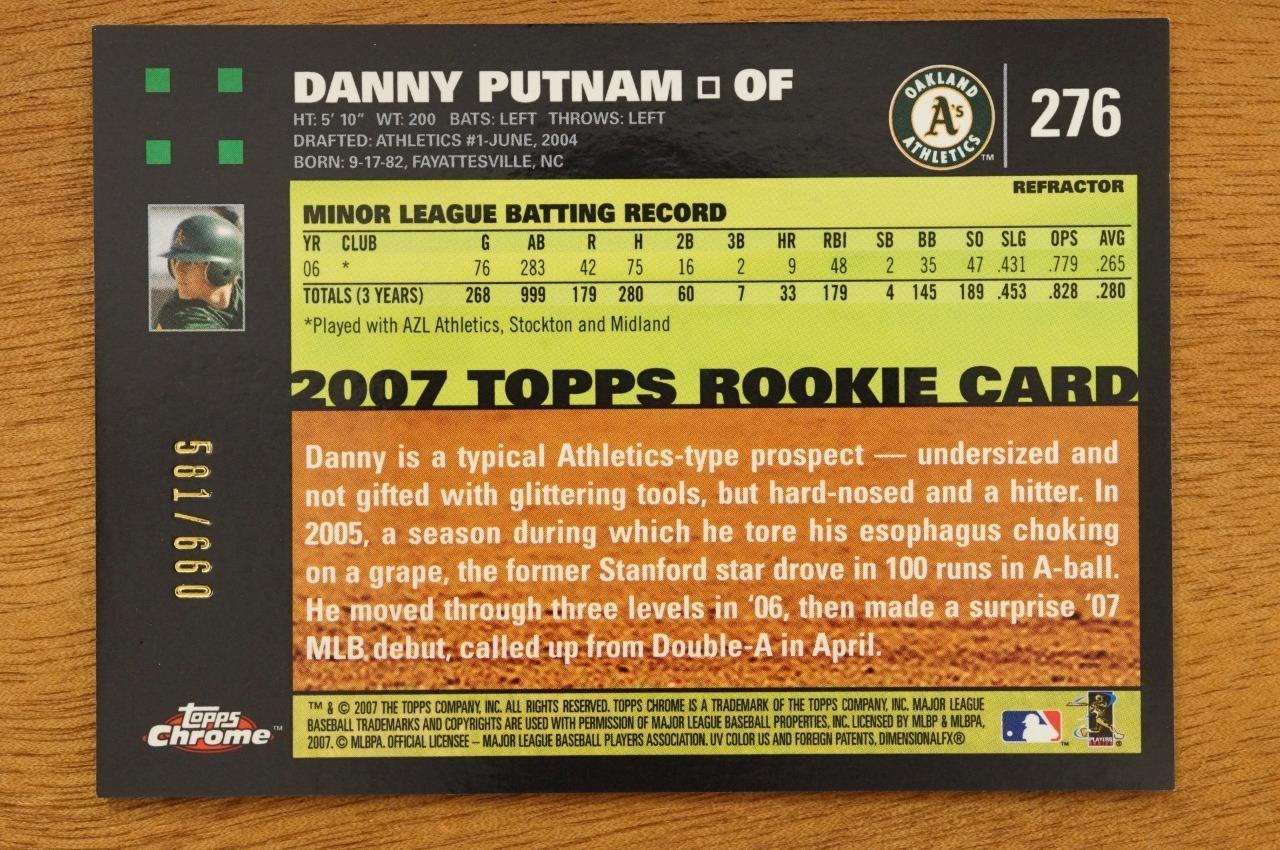 DANNY PUTNAM □ OF
HT: 5' 10" WT: 200 BATS: LEFT THROWS: LEFT
DRAFTED: ATHLETICS #1-JUNE, 2004
BORN: 9-17-82, FAYATTESVILLE, NC
OAKLAND
A's
ATHLETICS
TM
276
REFRACTOR
MINOR LEAGUE BATTING RECORD
YR CLUB G AB R H 2B 3B HR RBI SB BB SO SLG OPS AVG
06 * 76 283 42 75 16 2 9 48 2 35 47 .431 .779 .265
TOTALS (3 YEARS) 268 999 179 280 60 7 33 179 4 145 189 .453 .828 .280
*Played with AZL Athletics, Stockton and Midland
2007 TOPPS ROOKIE CARD
Danny is a typical Athletics-type prospect — undersized and
not gifted with glittering tools, but hard-nosed and a hitter. In
2005, a season during which he tore his esophagus choking
on a grape, the former Stanford star drove in 100 runs in A-ball.
He moved through three levels in ‘06, then made a surprise ‘07
MLB debut, called up from Double-A in April.
581/660
Topps
Chrome™
™ & © 2007 THE TOPPS COMPANY, INC. ALL RIGHTS RESERVED. TOPPS CHROME IS A TRADEMARK OF THE TOPPS COMPANY, INC. MAJOR LEAGUE
BASEBALL TRADEMARKS AND COPYRIGHTS ARE USED WITH PERMISSION OF MAJOR LEAGUE BASEBALL PROPERTIES, INC. LICENSED BY MLBP & MLBPA,
2007. © MLBPA. OFFICIAL LICENSEE – MAJOR LEAGUE BASEBALL PLAYERS ASSOCIATION. UV COLOR US AND FOREIGN PATENTS, DIMENSIONALFX®
TM
PLAYERS
®